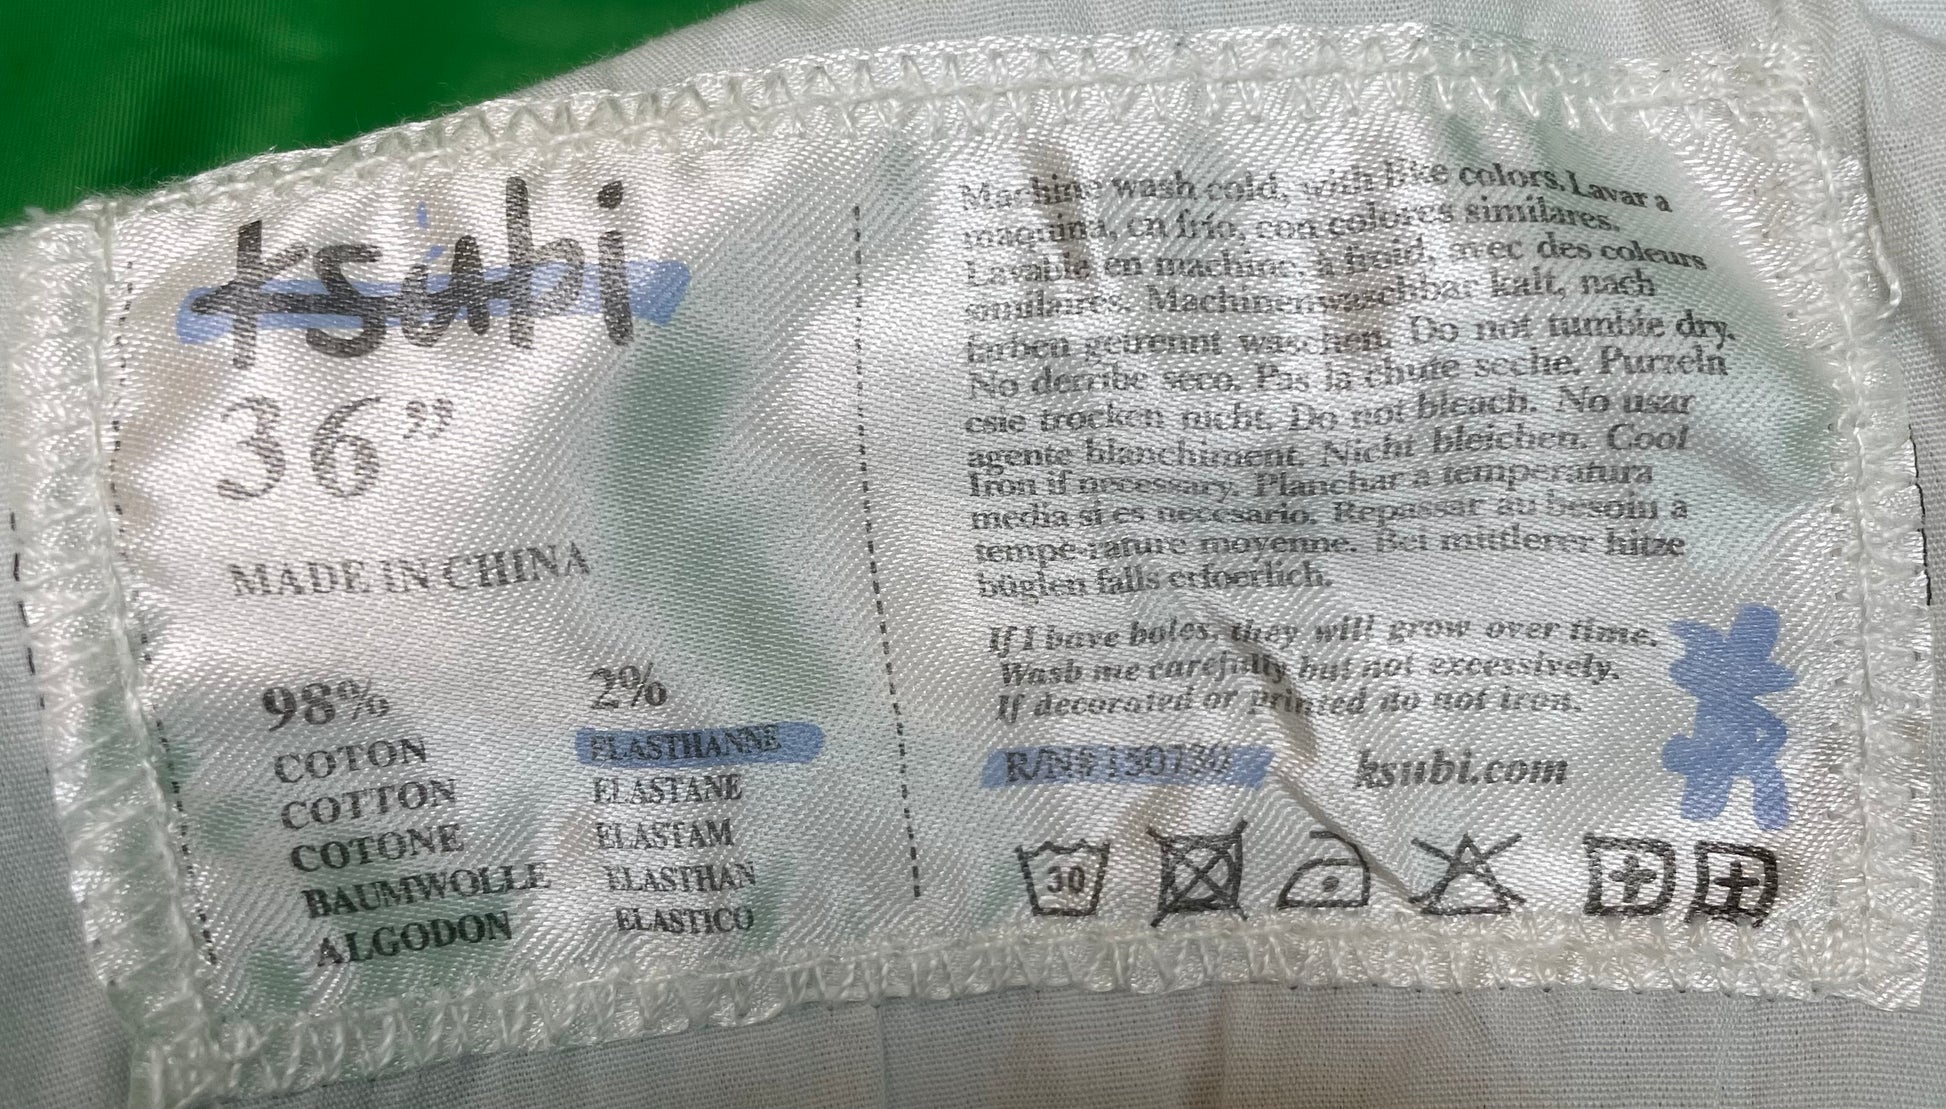 ksubi
36"
MADE IN CHINA
98%
COTON
COTTON
COTONE
BAUMWOLLE
ALGODON
2%
ELASTHANNE
ELASTANE
ELASTAM
ELASTHAN
ELASTICO
Machine wash cold, with like colors. Lavar a
maquina, en frio, con colores similares.
Lavable en machine, à froid, avec des coleurs
similaires. Machinenwaschbar kalt, nach
farben getrennt waschen. Do not tumble dry.
No derribe seco. Pas la chute seche. Purzeln
csie trocken nicht. Do not bleach. No usar
agente blanchiment. Nicht bleichen. Cool
Iron if necessary. Planchar a temperatura
media si es necesario. Repassar au besoin à
tempe-rature moyenne. Bei mittlerer hitze
büglen falls erfoerlich.
If I have holes, they will grow over time.
Wash me carefully but not excessively.
If decorated or printed do not iron.
R/N# 130730
ksubi.com
30